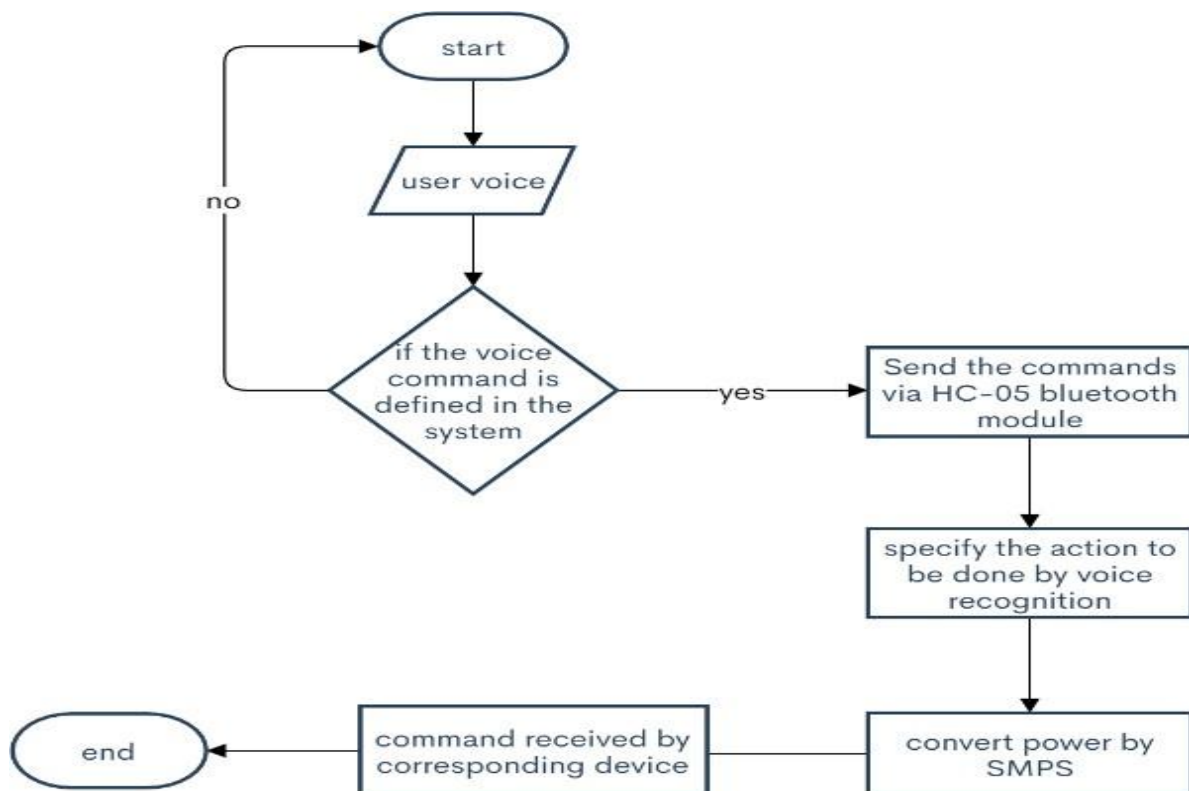 start
user voice
no
if the voice
command is
defined in the
system
yes
Send the commands
via HC-05 bluetooth
module
specify the action to
be done by voice
recognition
convert power by
SMPS
command received by
corresponding device
end